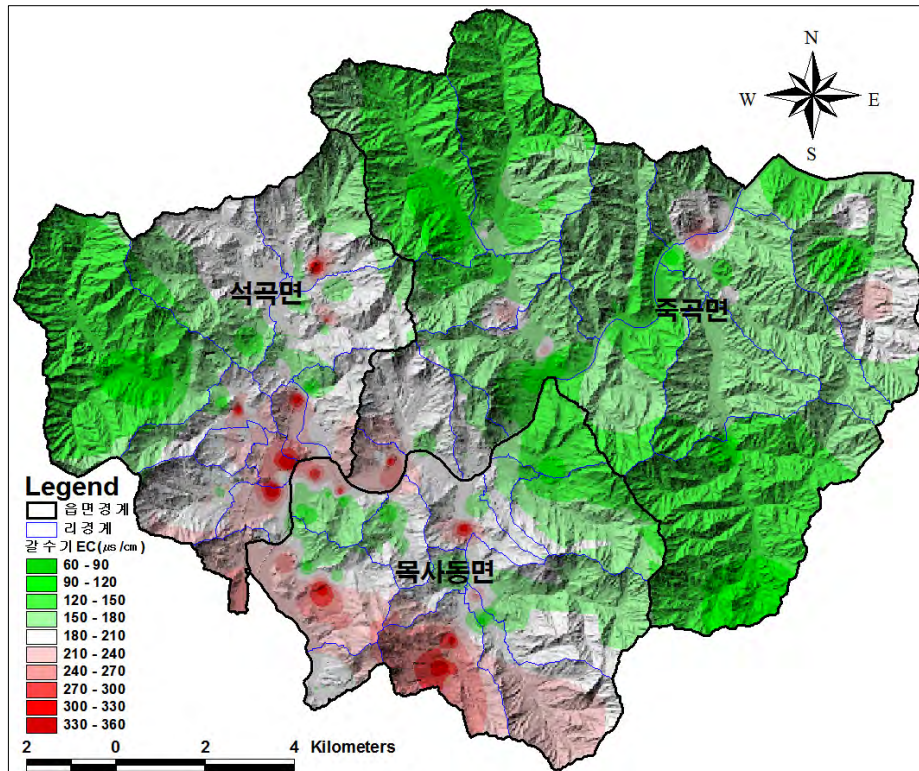 N
W E
S
석곡면
죽곡면
목사동면
Legend
읍면경계
리경계
갈수기 EC(㎲/㎝)
60 - 90
90 - 120
120 - 150
150 - 180
180 - 210
210 - 240
240 - 270
270 - 300
300 - 330
330 - 360
2 0 2 4 Kilometers